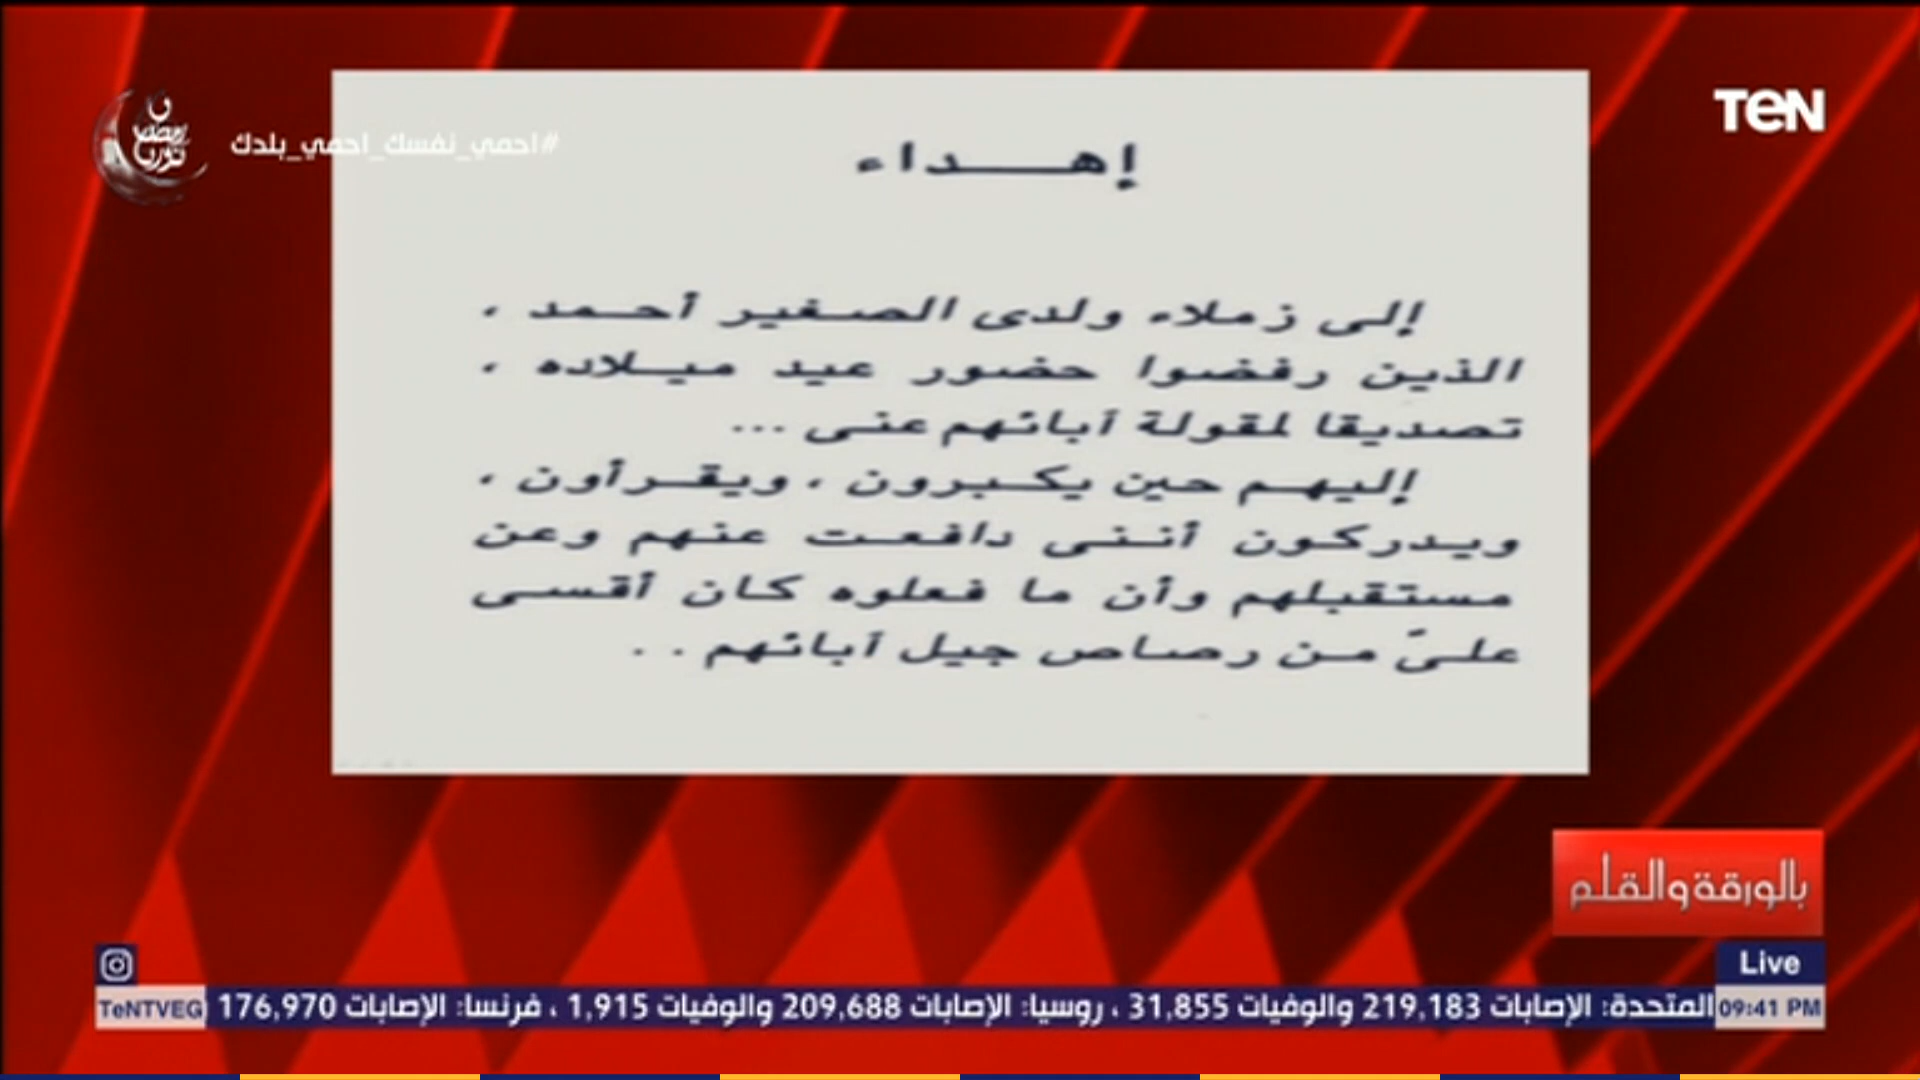 TeN
#احمي_نفسك_احمي_بلدك
إهداء
إلى زملاء ولدى الصغير أحمد ،
الذين رفضوا حضور عيد ميلاده ،
تصديقا لمقولة آبائهم عنى ...
إليهم حين يكبرون ، ويقرأون ،
ويدركون أننى دافعت عنهم وعن
مستقبلهم وأن ما فعلوه كان أقسى
علىّ من رصاص جيل آبائهم . .
بالورقة والقلم
Live
09:41 PM
المتحدة: الإصابات 219,183 والوفيات 31,855 ، روسيا: الإصابات 209,688 والوفيات 1,915 ، فرنسا: الإصابات 176,970
TeNTVEG